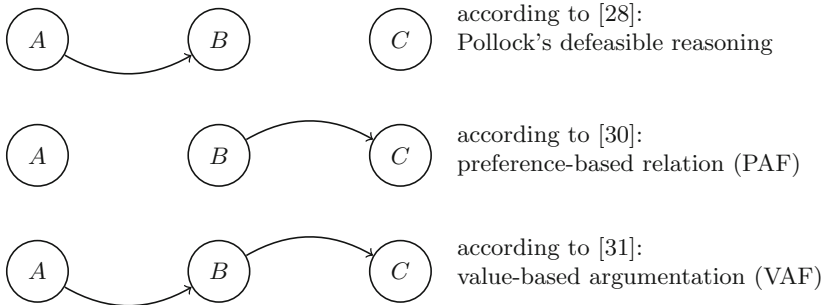 A B C according to [28]:
Pollock's defeasible reasoning
A B C according to [30]:
preference-based relation (PAF)
A B C according to [31]:
value-based argumentation (VAF)